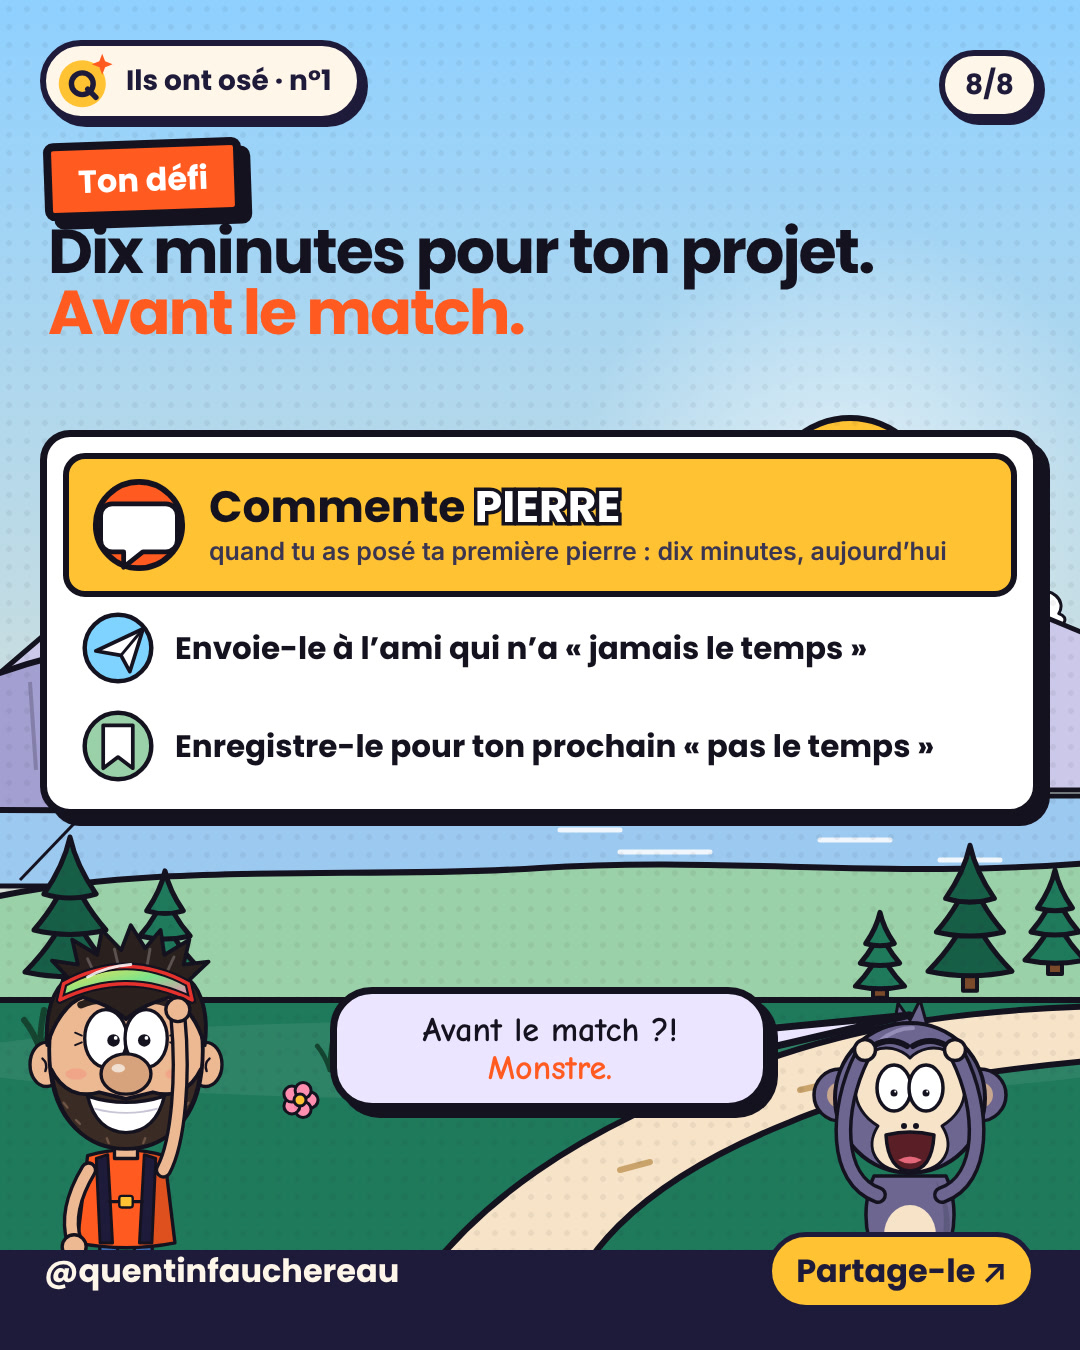 Q
Ils ont osé · n°1
8/8
Ton défi
Dix minutes pour ton projet.
Avant le match.
Commente PIERRE
quand tu as posé ta première pierre : dix minutes, aujourd’hui
Envoie-le à l’ami qui n’a « jamais le temps »
Enregistre-le pour ton prochain « pas le temps »
Avant le match ?!
Monstre.
@quentinfauchereau
Partage-le ↗